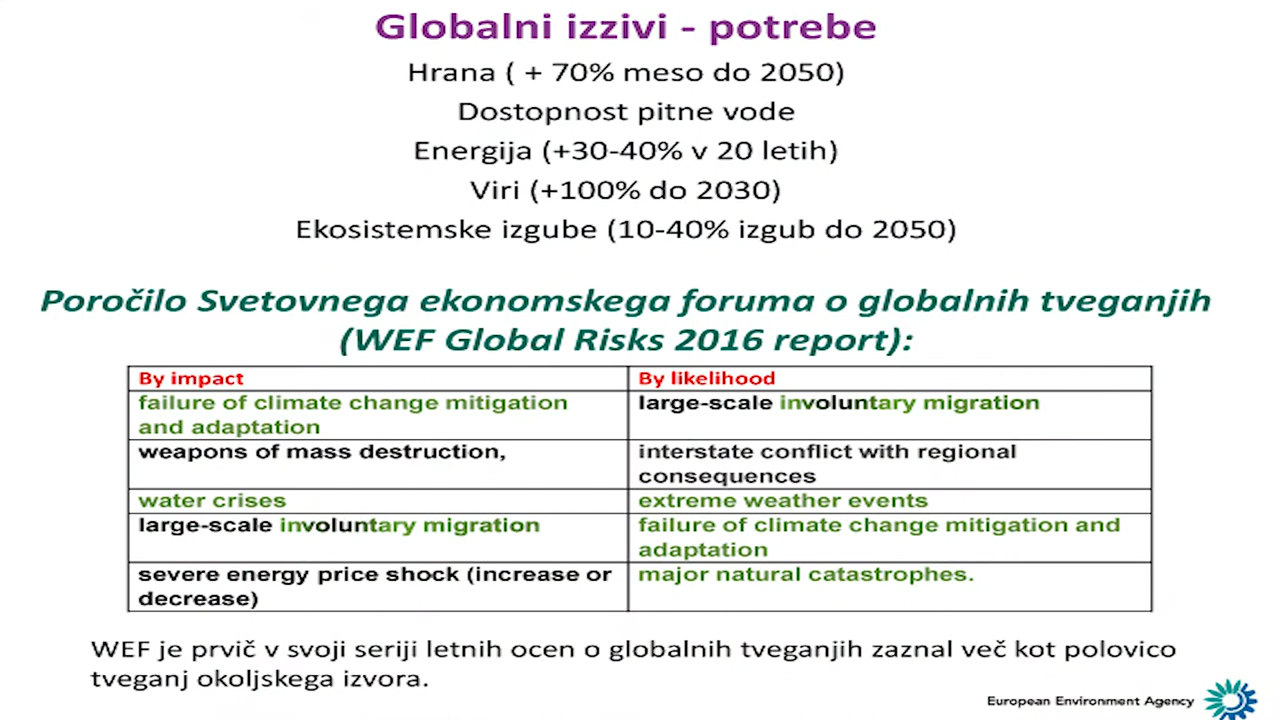 Globalni izzivi - potrebe
Hrana ( + 70% meso do 2050)
Dostopnost pitne vode
Energija (+30-40% v 20 letih)
Viri (+100% do 2030)
Ekosistemske izgube (10-40% izgub do 2050)
Poročilo Svetovnega ekonomskega foruma o globalnih tveganjih
(WEF Global Risks 2016 report):
By impact
By likelihood
failure of climate change mitigation
and adaptation
large-scale involuntary migration
weapons of mass destruction,
interstate conflict with regional
consequences
water crises
extreme weather events
large-scale involuntary migration
failure of climate change mitigation and
adaptation
severe energy price shock (increase or
decrease)
major natural catastrophes.
WEF je prvič v svoji seriji letnih ocen o globalnih tveganjih zaznal več kot polovico
tveganj okoljskega izvora.
European Environment Agency